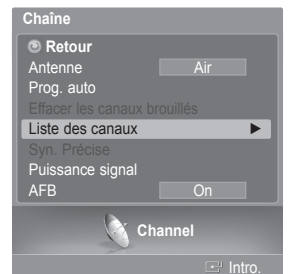 Chaîne
Retour
Antenne Air
Prog. auto
Effacer les canaux brouillés
Liste des canaux
Syn. Précise
Puissance signal
AFB On
Channel
Intro.